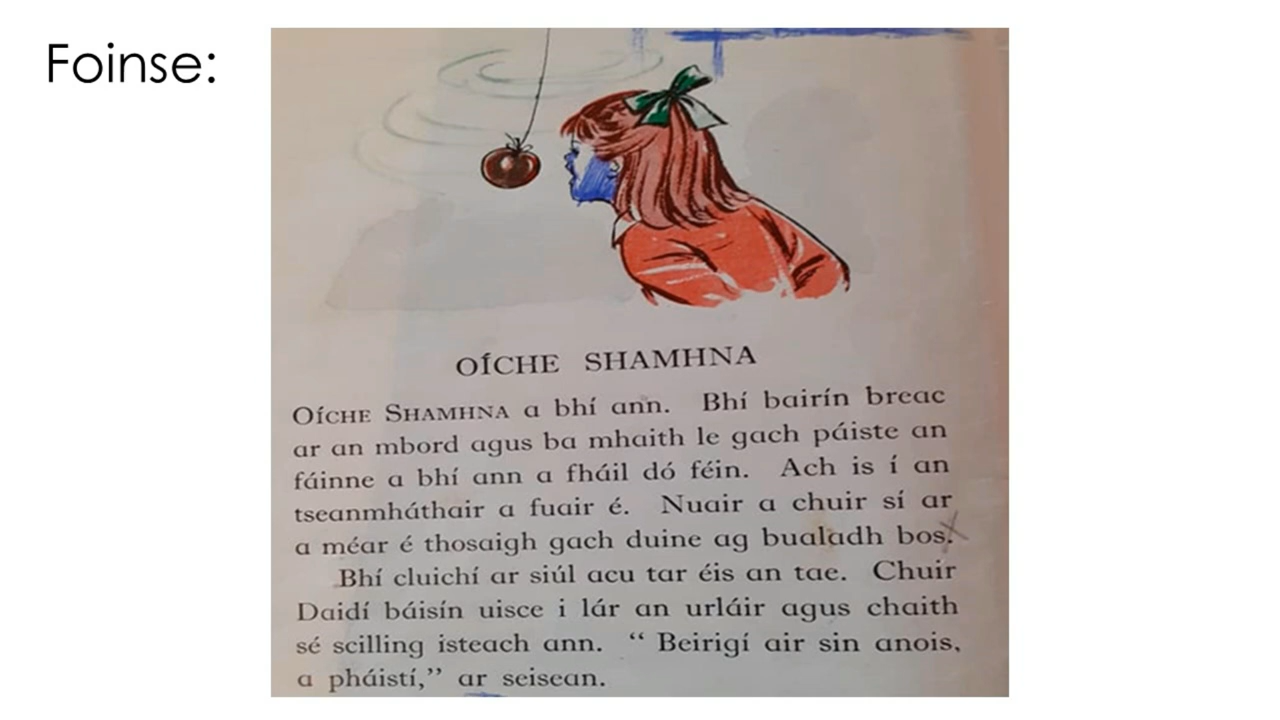 Foinse:
OÍCHE SHAMHNA
OÍCHE SHAMHNA a bhí ann. Bhí bairín breac
ar an mbord agus ba mhaith le gach páiste an
fáinne a bhí ann a fháil dó féin. Ach is í an
tseanmháthair a fuair é. Nuair a chuir sí ar
a méar é thosaigh gach duine ag bualadh bos.
Bhí cluichí ar siúl acu tar éis an tae. Chuir
Daidí báisín uisce i lár an urláir agus chaith
sé scilling isteach ann. “ Beirigí air sin anois,
a pháistí,” ar seisean.